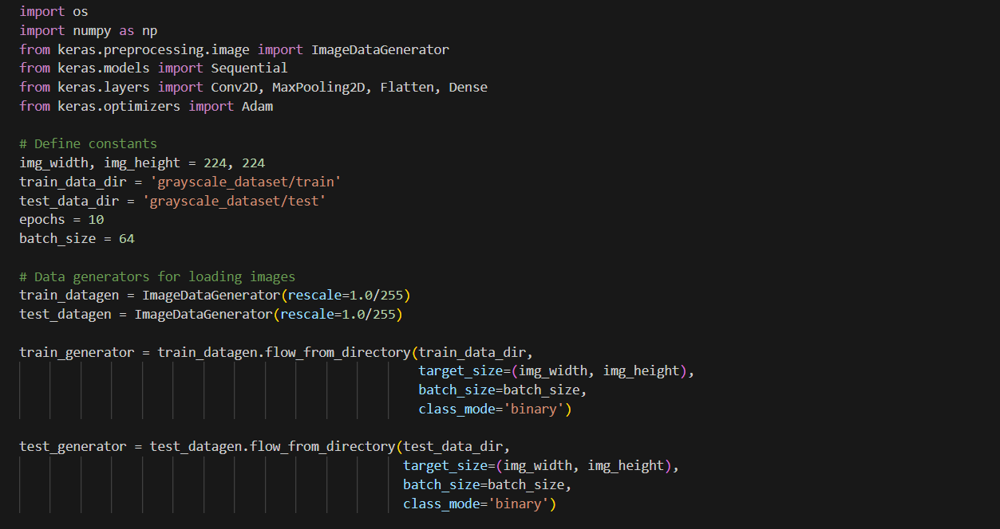 import os
import numpy as np
from keras.preprocessing.image import ImageDataGenerator
from keras.models import Sequential
from keras.layers import Conv2D, MaxPooling2D, Flatten, Dense
from keras.optimizers import Adam
# Define constants
img_width, img_height = 224, 224
train_data_dir = 'grayscale_dataset/train'
test_data_dir = 'grayscale_dataset/test'
epochs = 10
batch_size = 64
# Data generators for loading images
train_datagen = ImageDataGenerator(rescale=1.0/255)
test_datagen = ImageDataGenerator(rescale=1.0/255)
train_generator = train_datagen.flow_from_directory(train_data_dir,
target_size=(img_width, img_height),
batch_size=batch_size,
class_mode='binary')
test_generator = test_datagen.flow_from_directory(test_data_dir,
target_size=(img_width, img_height),
batch_size=batch_size,
class_mode='binary')